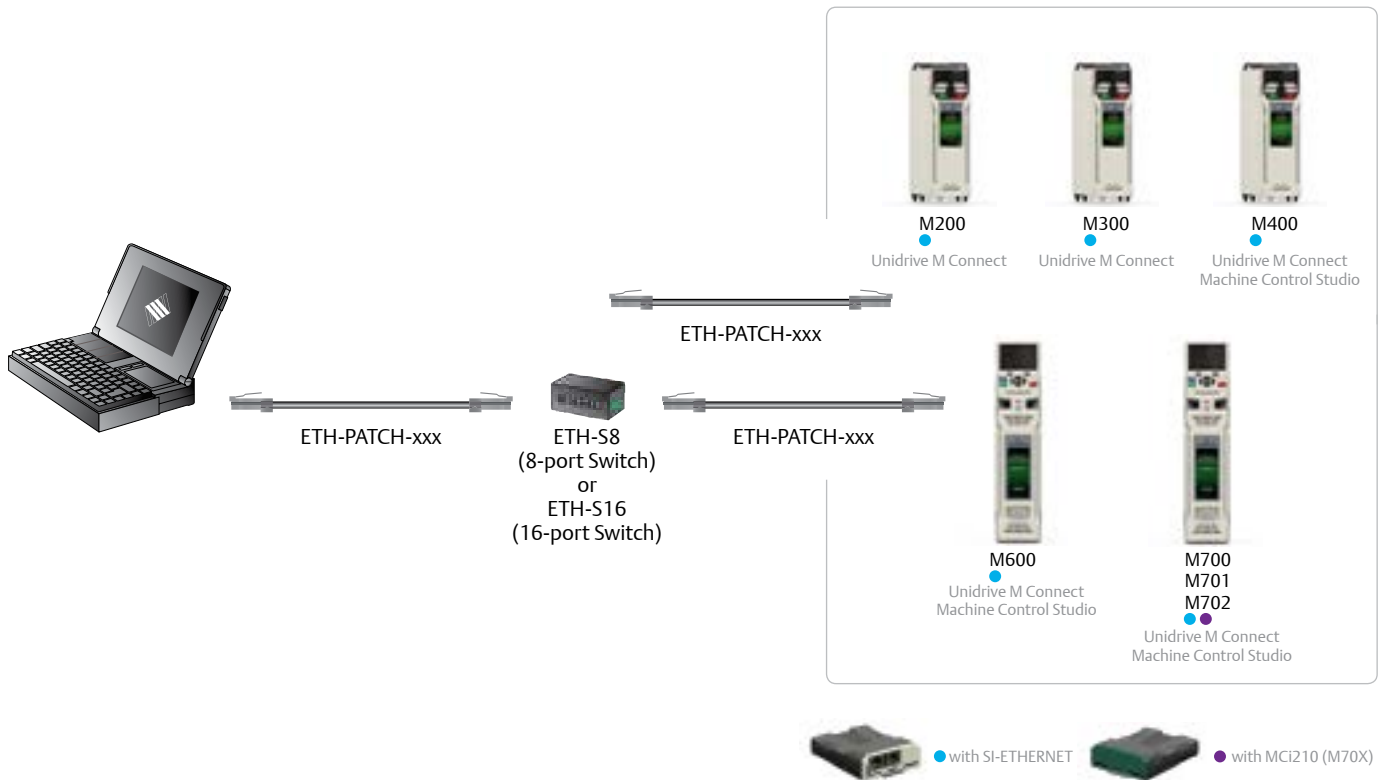 M200
Unidrive M Connect
M300
Unidrive M Connect
M400
Unidrive M Connect
Machine Control Studio
ETH-PATCH-xxx
ETH-PATCH-xxx
ETH-S8
(8-port Switch)
or
ETH-S16
(16-port Switch)
ETH-PATCH-xxx
M600
Unidrive M Connect
Machine Control Studio
M700
M701
M702
Unidrive M Connect
Machine Control Studio
with SI-ETHERNET
with MCi210 (M70X)